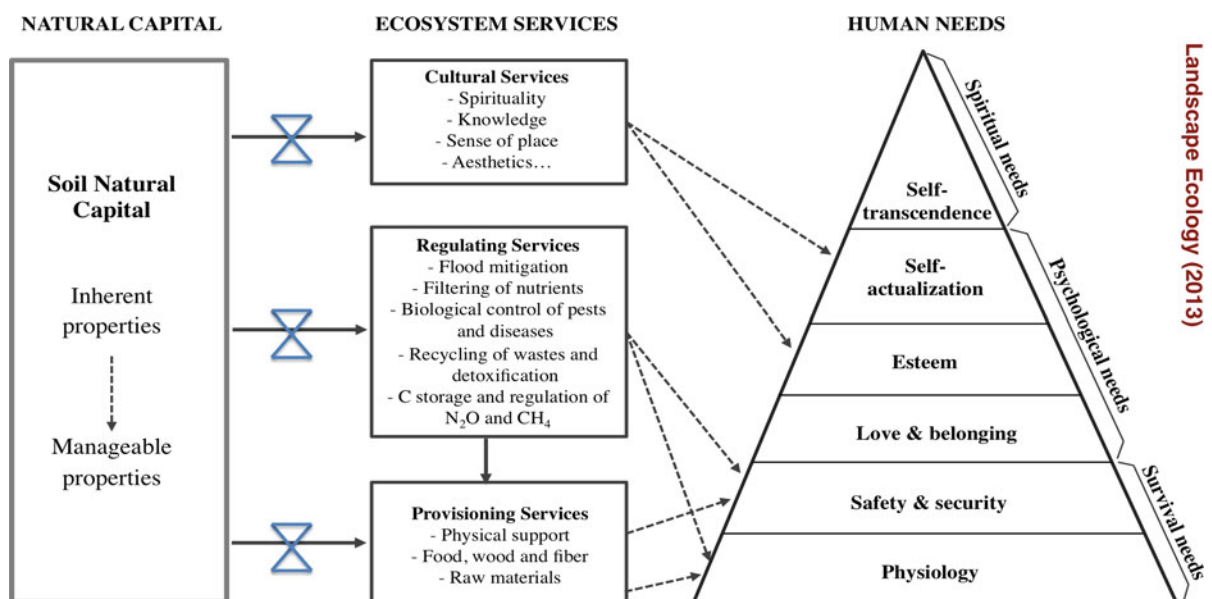 NATURAL CAPITAL
Soil Natural
Capital
Inherent
properties
Manageable
properties
ECOSYSTEM SERVICES
Cultural Services
- Spirituality
- Knowledge
- Sense of place
- Aesthetics…
Regulating Services
- Flood mitigation
- Filtering of nutrients
- Biological control of pests
and diseases
- Recycling of wastes and
detoxification
- C storage and regulation of
N₂O and CH₄
Provisioning Services
- Physical support
- Food, wood and fiber
- Raw materials
HUMAN NEEDS
Self-
transcendence
Self-
actualization
Esteem
Love & belonging
Safety & security
Physiology
Spiritual needs
Psychological needs
Survival needs
Landscape Ecology (2013)